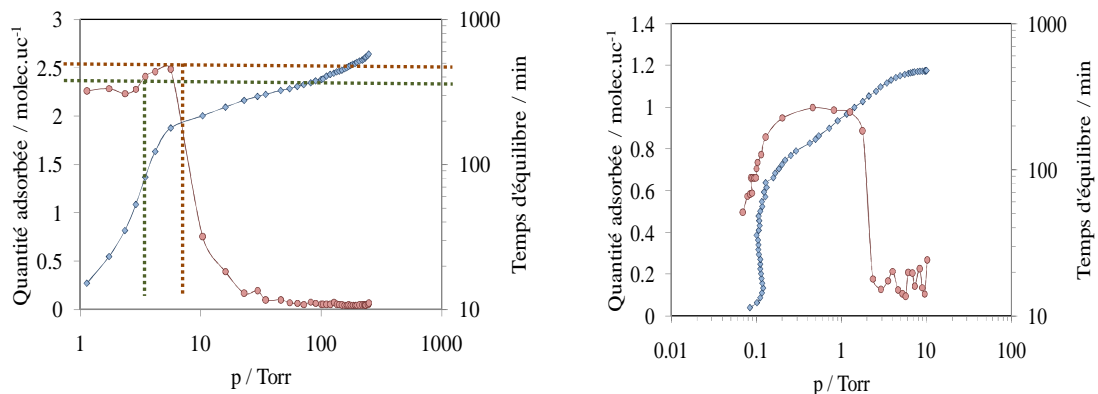 3
2.5
2
1.5
1
0.5
0
Quantité adsorbée / molec.uc⁻¹
1000
100
10
Temps d'équilibre / min
1 10 100 1000
p / Torr
1.4
1.2
1
0.8
0.6
0.4
0.2
0
Quantité adsorbée / molec.uc⁻¹
1000
100
10
Temps d'équilibre / min
0.01 0.1 1 10 100
p / Torr